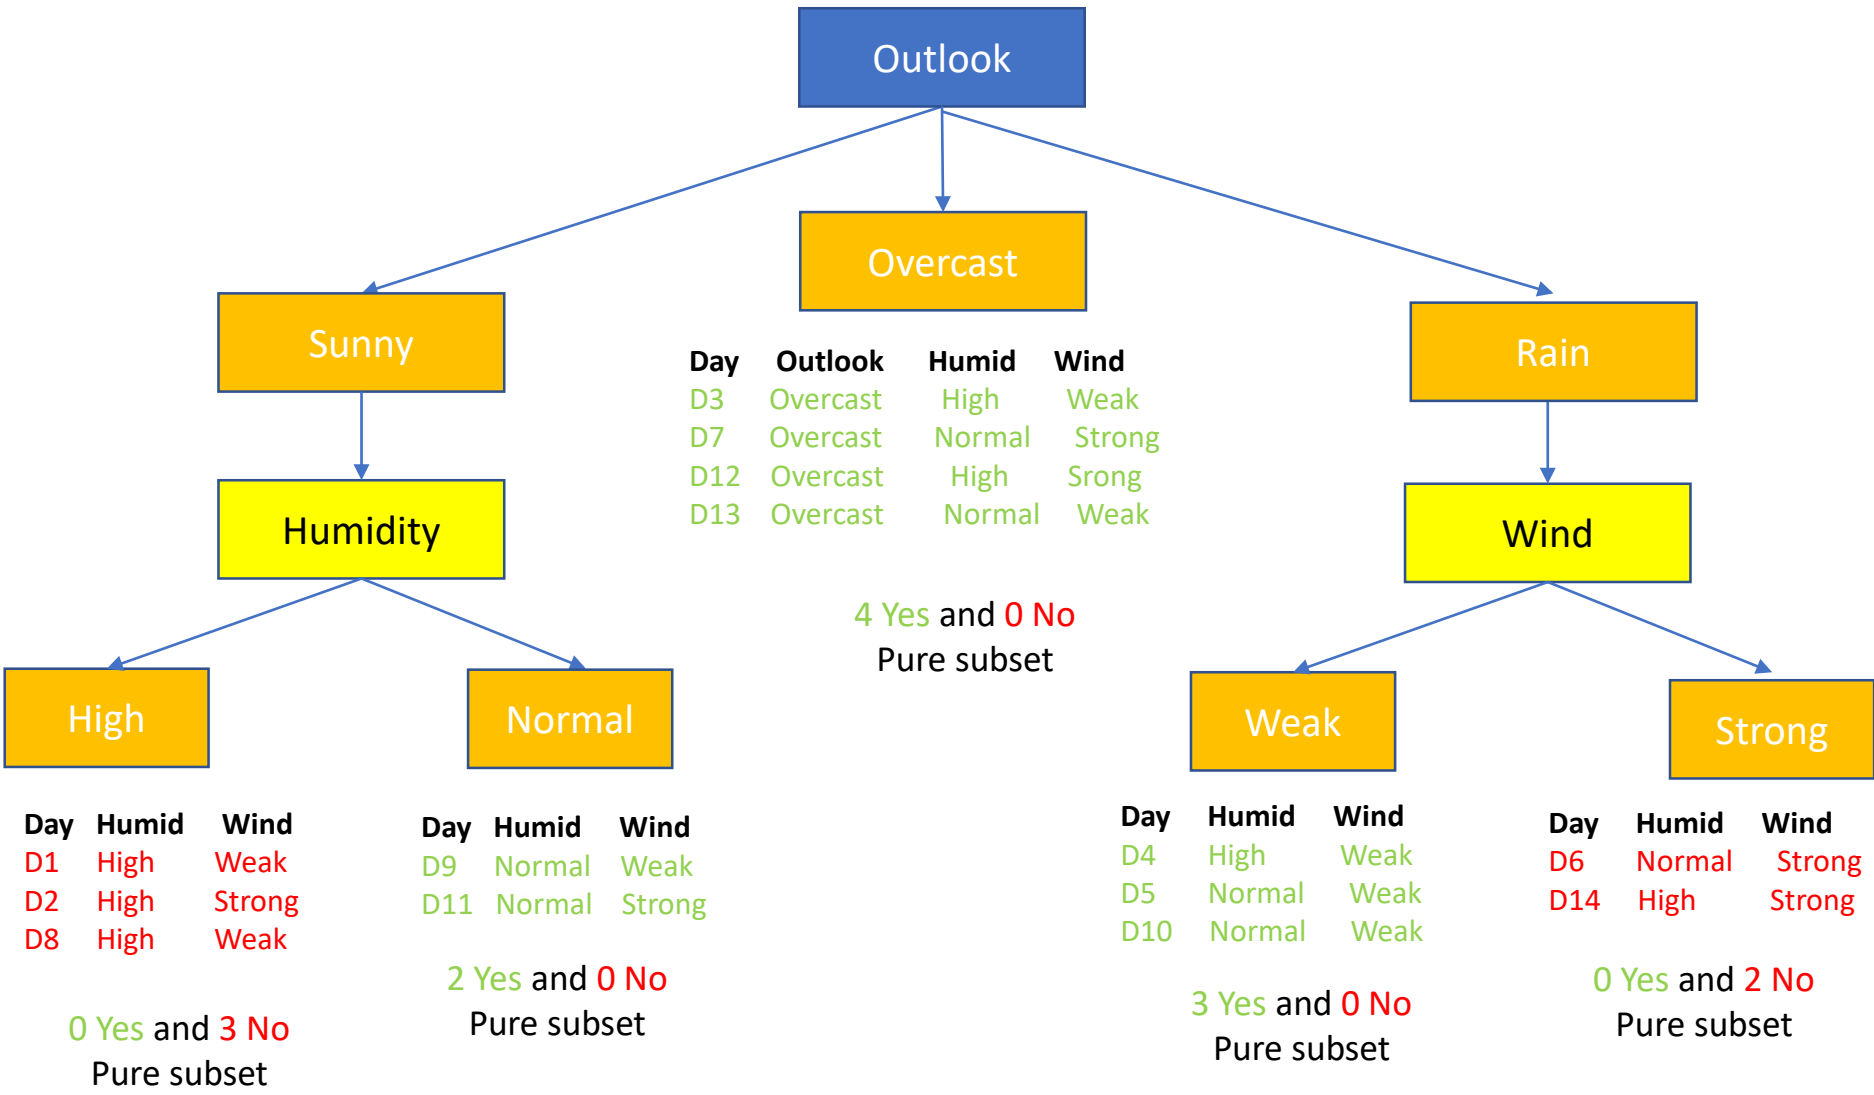 Outlook
Sunny
Overcast
Rain
Day Outlook Humid Wind
D3 Overcast High Weak
D7 Overcast Normal Strong
D12 Overcast High Srong
D13 Overcast Normal Weak
4 Yes and 0 No
Pure subset
Humidity
Wind
High
Normal
Weak
Strong
Day Humid Wind
D1 High Weak
D2 High Strong
D8 High Weak
0 Yes and 3 No
Pure subset
Day Humid Wind
D9 Normal Weak
D11 Normal Strong
2 Yes and 0 No
Pure subset
Day Humid Wind
D4 High Weak
D5 Normal Weak
D10 Normal Weak
3 Yes and 0 No
Pure subset
Day Humid Wind
D6 Normal Strong
D14 High Strong
0 Yes and 2 No
Pure subset